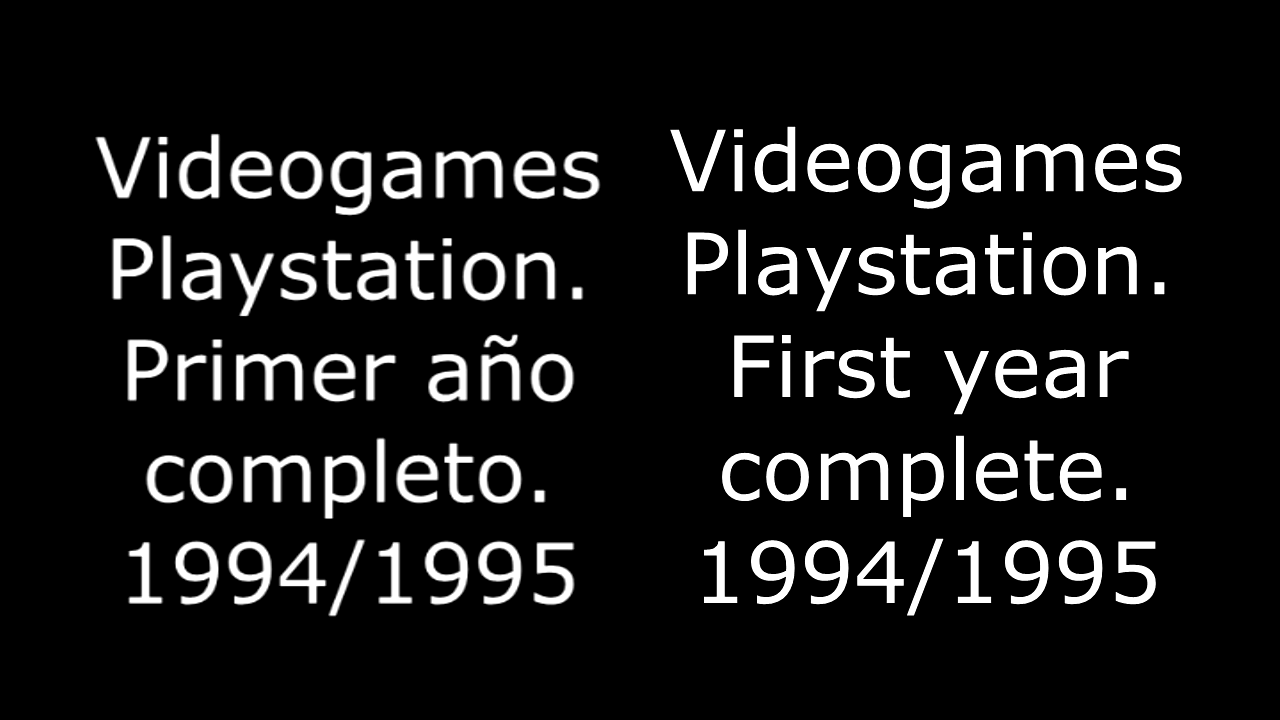 Videogames
Playstation.
Primer año
completo.
1994/1995
Videogames
Playstation.
First year
complete.
1994/1995